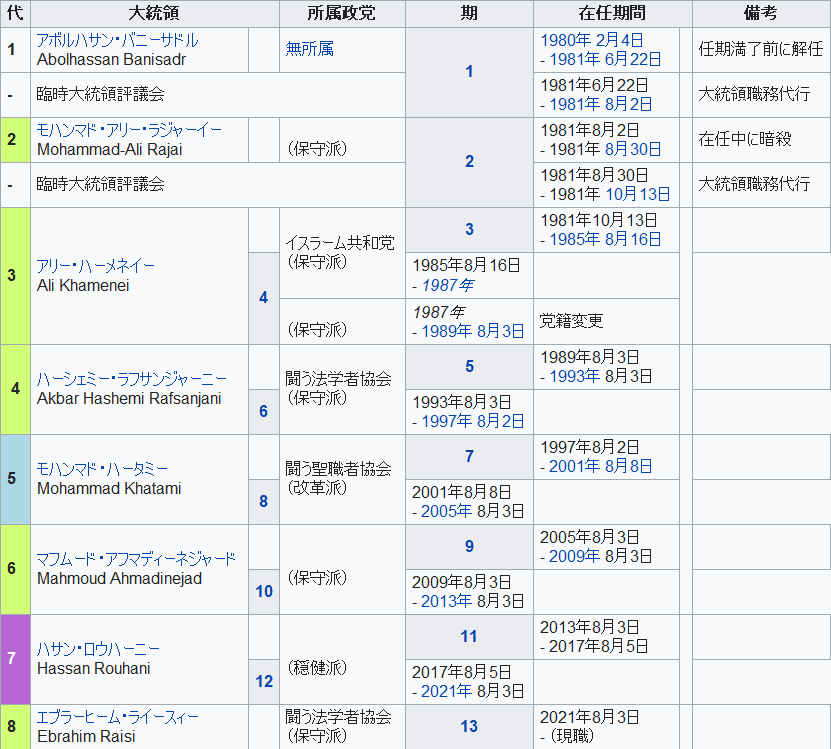 代 大統領 所属政党 期 在任期間 備考
1 アボルハサン・バニーサドル 無所属 1 1980年 2月4日 任期満了前に解任
Abolhassan Banisadr - 1981年 6月22日
- 臨時大統領評議会 1981年6月22日 大統領職務代行
- 1981年 8月2日
2 モハンマド・アリー・ラジャーイー (保守派) 2 1981年8月2日 在任中に暗殺
Mohammad-Ali Rajai - 1981年 8月30日
- 臨時大統領評議会 1981年8月30日 大統領職務代行
- 1981年 10月13日
3 アリー・ハーメネイー イスラーム共和党 3 1981年10月13日
Ali Khamenei (保守派) - 1985年 8月16日
4 1985年8月16日
- 1987年
(保守派) 1987年 党籍変更
- 1989年 8月3日
4 ハーシェミー・ラフサンジャーニー 闘う法学者協会 5 1989年8月3日
Akbar Hashemi Rafsanjani (保守派) - 1993年 8月3日
6 1993年8月3日
- 1997年 8月2日
5 モハンマド・ハータミー 闘う聖職者協会 7 1997年8月2日
Mohammad Khatami (改革派) - 2001年 8月8日
8 2001年8月8日
- 2005年 8月3日
6 マフムード・アフマディーネジャード (保守派) 9 2005年8月3日
Mahmoud Ahmadinejad - 2009年 8月3日
10 2009年8月3日
- 2013年 8月3日
7 ハサン・ロウハーニー (穏健派) 11 2013年8月3日
Hassan Rouhani - 2017年8月5日
12 2017年8月5日
- 2021年 8月3日
8 エブラーヒーム・ライースィー 闘う法学者協会 13 2021年8月3日
Ebrahim Raisi (保守派) - (現職)